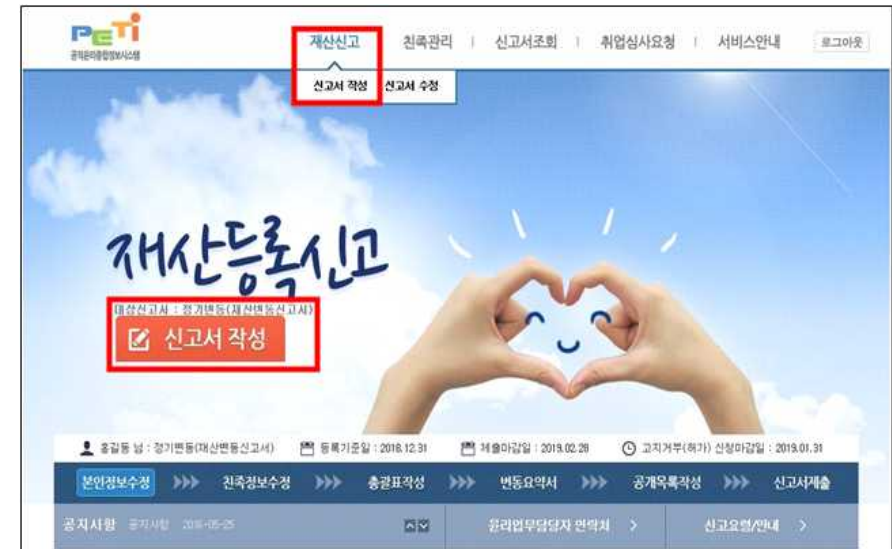 PETI
공직윤리종합정보시스템
재산신고 친족관리 | 신고서조회 | 취업심사요청 | 서비스안내 로그아웃
신고서 작성 신고서 수정
재산등록신고
대상신고서 : 정기변동(재산변동신고서)
신고서 작성
홍길동 님 : 정기변동(재산변동신고서) 등록기준일 : 2018.12.31 제출마감일 : 2019.02.28 고지거부(허가) 신청마감일 : 2019.01.31
본인정보수정 친족정보수정 총괄표작성 변동요약서 공개목록작성 신고서제출
공지사항 공지사항 윤리업무담당자 연락처 > 신고요령/안내 >